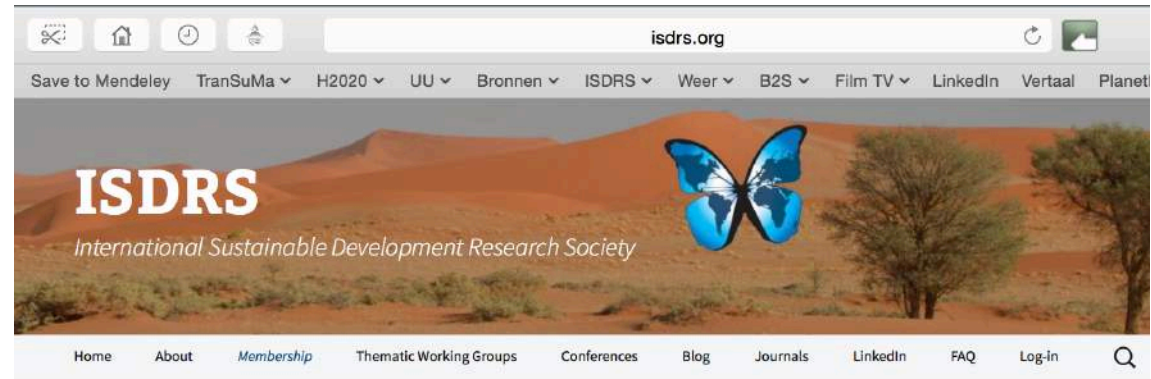 isdrs.org
Save to Mendeley TranSuMa H2020 UU Bronnen ISDRS Weer B2S Film TV LinkedIn Vertaal
ISDRS
International Sustainable Development Research Society
Home About Membership Thematic Working Groups Conferences Blog Journals LinkedIn FAQ Log-in